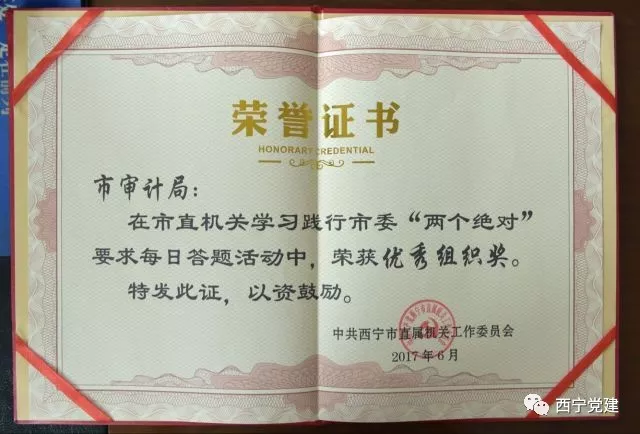 荣誉证书
HONORARY CREDENTIAL
市审计局：
在市直机关学习践行市委“两个绝对”
要求每日答题活动中，荣获优秀组织奖。
特发此证，以资鼓励。
中共西宁市直属机关工作委员会
2017年6月
西宁党建